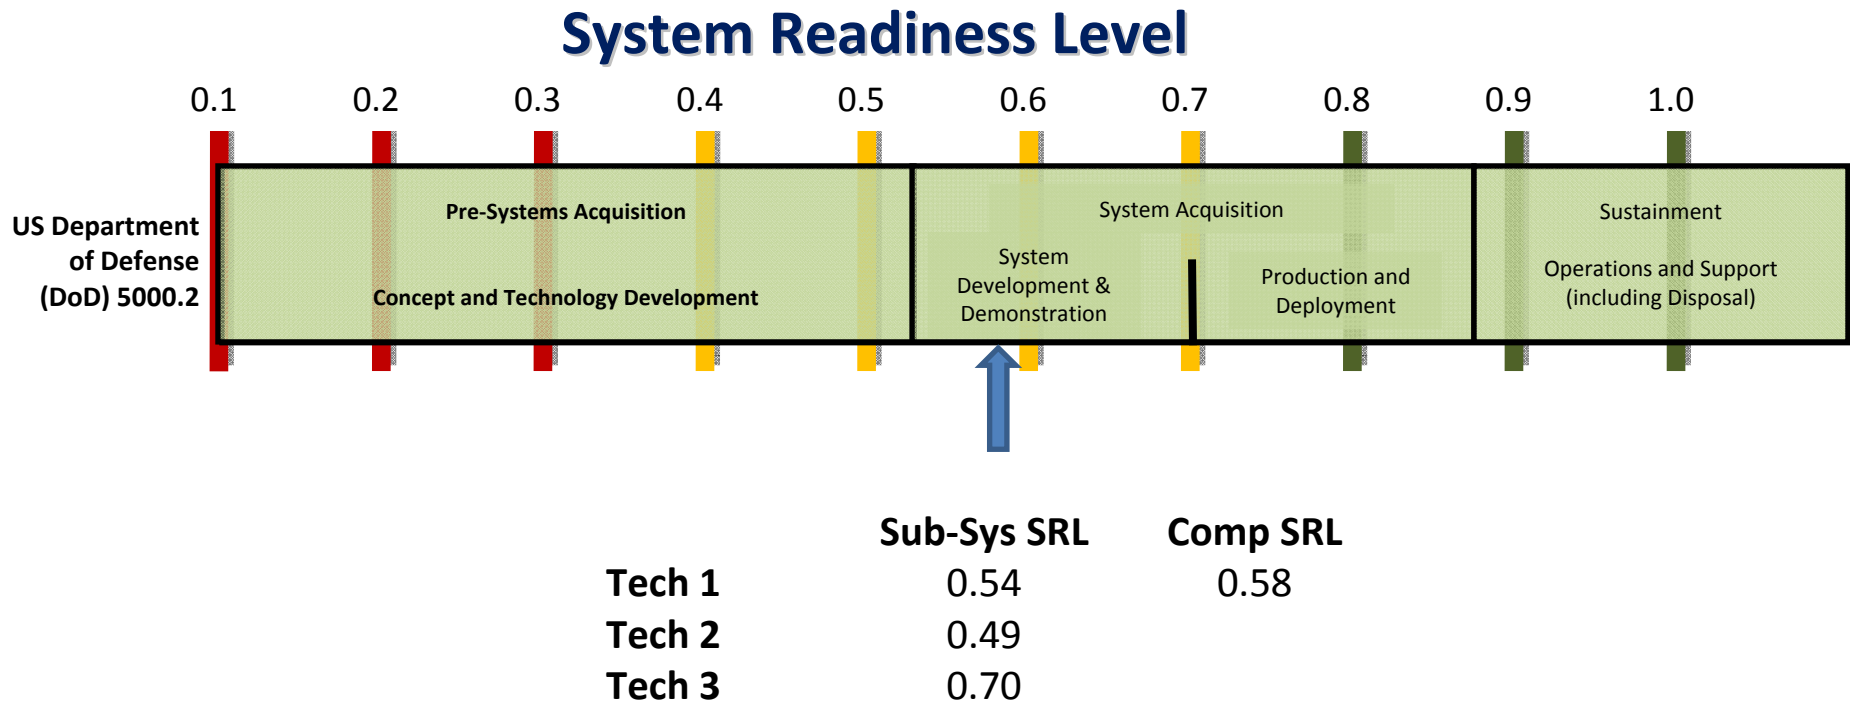 System Readiness Level
0.1 0.2 0.3 0.4 0.5 0.6 0.7 0.8 0.9 1.0
US Department
of Defense
(DoD) 5000.2
Pre-Systems Acquisition
Concept and Technology Development
System Acquisition
System
Development &
Demonstration
Production and
Deployment
Sustainment
Operations and Support
(including Disposal)
Sub-Sys SRL Comp SRL
Tech 1 0.54 0.58
Tech 2 0.49
Tech 3 0.70